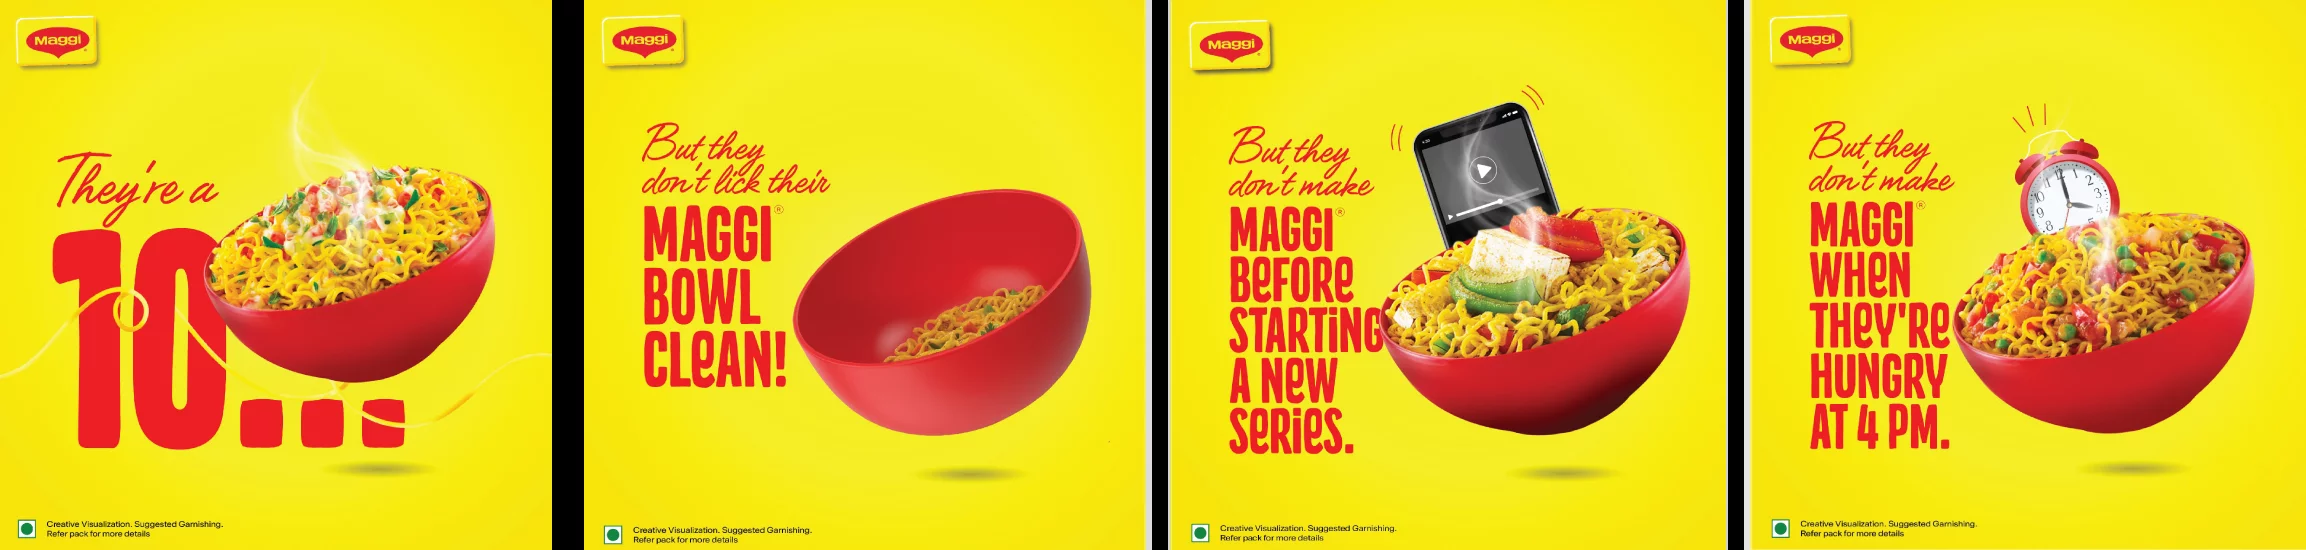 Maggi
They're a
10...
Creative Visualization. Suggested Garnishing.
Refer pack for more details
Maggi
But they
don't lick their
MAGGI®
BOWL
CLEAN!
Creative Visualization. Suggested Garnishing.
Refer pack for more details
Maggi
But they
don't make
MAGGI®
BEFORE
STARTING
A NEW
SERIES.
Creative Visualization. Suggested Garnishing.
Refer pack for more details
Maggi
But they
don't make
MAGGI®
WHEN
THEY'RE
HUNGRY
AT 4 PM.
Creative Visualization. Suggested Garnishing.
Refer pack for more details